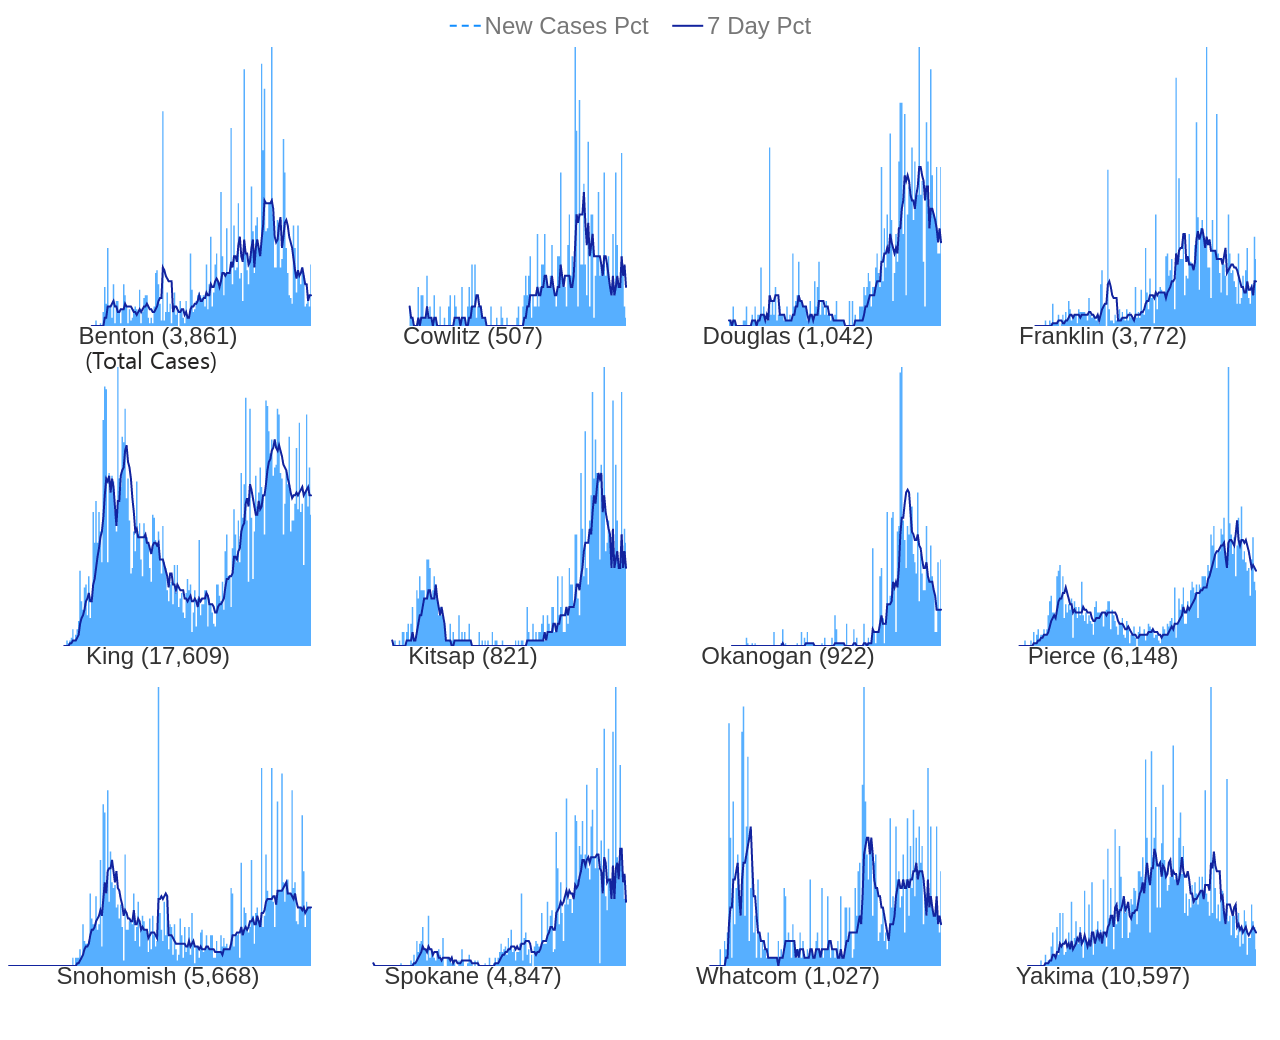 New Cases Pct 7 Day Pct
Benton (3,861) Cowlitz (507) Douglas (1,042) Franklin (3,772)
(Total Cases)
King (17,609) Kitsap (821) Okanogan (922) Pierce (6,148)
Snohomish (5,668) Spokane (4,847) Whatcom (1,027) Yakima (10,597)